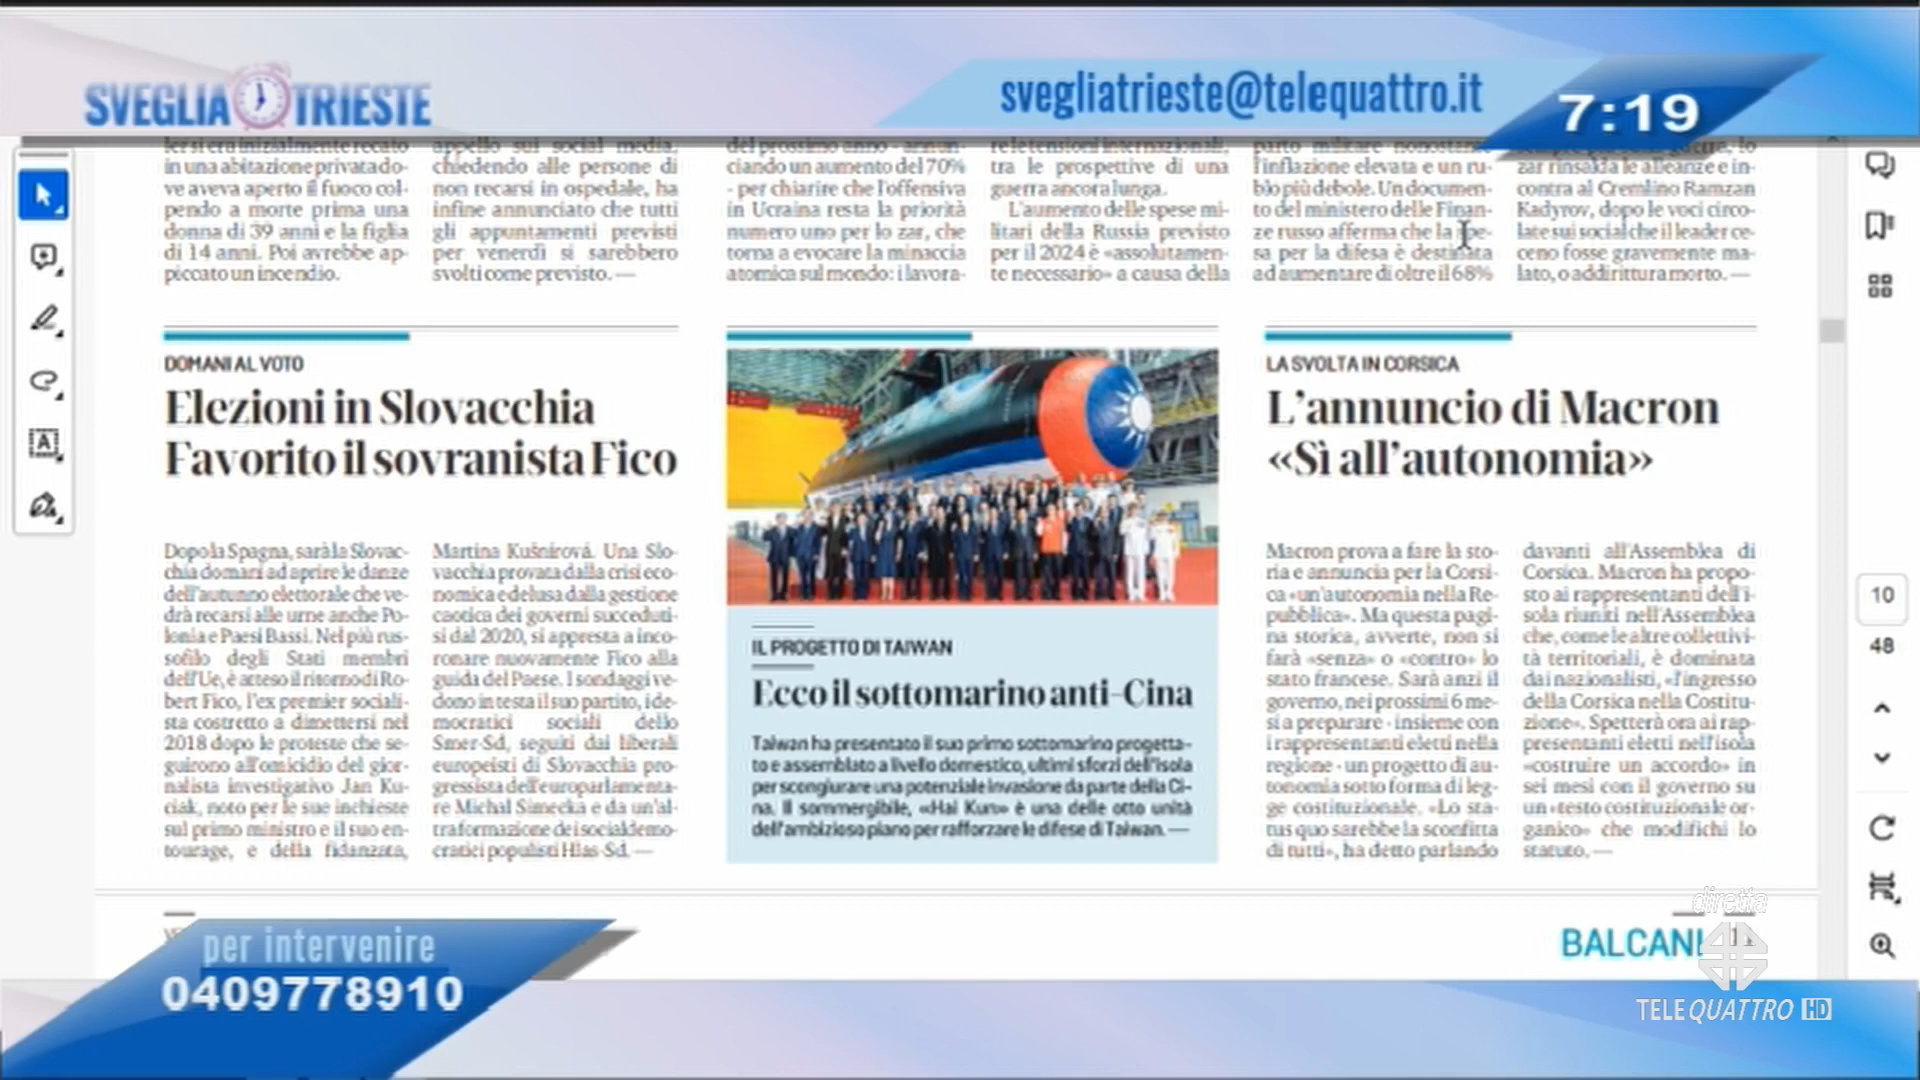 SVEGLIA TRIESTE
svegliatrieste@telequattro.it
7:19
in una abitazione privata do-
ve aveva aperto il fuoco col-
pendo a morte prima una
donna di 39 anni e la figlia
di 14 anni. Poi avrebbe ap-
piccato un incendio.
appello sui social media,
chiedendo alle persone di
non recarsi in ospedale, ha
infine annunciato che tutti
gli appuntamenti previsti
per venerdì si sarebbero
svolti come previsto. —
del prossimo anno - annun-
ciando un aumento del 70%
- per chiarire che l'offensiva
in Ucraina resta la priorità
numero uno per lo zar, che
torna a evocare la minaccia
atomica sul mondo: i lavora-
re le tensioni internazionali,
tra le prospettive di una
guerra ancora lunga.
L'aumento delle spese mi-
litari della Russia previsto
per il 2024 è «assolutamen-
te necessario» a causa della
parto militare nonostan-
l'inflazione elevata e un ru-
blo più debole. Un documen-
to del ministero delle Finan-
ze russo afferma che la spe-
sa per la difesa è destinata
ad aumentare di oltre il 68%
zar rinsalda le alleanze e in-
contra al Cremlino Ramzan
Kadyrov, dopo le voci circo-
late sui social che il leader ce-
ceno fosse gravemente ma-
lato, o addirittura morto. —
DOMANI AL VOTO
Elezioni in Slovacchia
Favorito il sovranista Fico
Dopo la Spagna, sarà la Slovac-
chia domani ad aprire le danze
dell'autunno elettorale che ve-
drà recarsi alle urne anche Po-
lonia e Paesi Bassi. Nel più rus-
sofilo degli Stati membri
dell'Ue, è atteso il ritorno di Ro-
bert Fico, l'ex premier sociali-
sta costretto a dimettersi nel
2018 dopo le proteste che se-
guirono all'omicidio del gior-
nalista investigativo Jan Ku-
ciak, noto per le sue inchieste
sul primo ministro e il suo en-
tourage, e della fidanzata,
Martina Kušnírová. Una Slo-
vacchia provata dalla crisi eco-
nomica e delusa dalla gestione
caotica dei governi succeduti-
si dal 2020, si appresta a inco-
ronare nuovamente Fico alla
guida del Paese. I sondaggi ve-
dono in testa il suo partito, i de-
mocratici sociali dello
Smer-Sd, seguiti dai liberali
europeisti di Slovacchia pro-
gressista dell'europarlamenta-
re Michal Simecka e da un'al-
tra formazione dei socialdemo-
cratici populisti Hlas-Sd. —
IL PROGETTO DI TAIWAN
Ecco il sottomarino anti-Cina
Taiwan ha presentato il suo primo sottomarino progetta-
to e assemblato a livello domestico, ultimi sforzi dell'Isola
per scongiurare una potenziale invasione da parte della Ci-
na. Il sommergibile, «Hai Kun» è una delle otto unità
dell'ambizioso piano per rafforzare le difese di Taiwan. —
LA SVOLTA IN CORSICA
L'annuncio di Macron
«Sì all'autonomia»
Macron prova a fare la sto-
ria e annuncia per la Corsi-
ca «un'autonomia nella Re-
pubblica». Ma questa pagi-
na storica, avverte, non si
farà «senza» o «contro» lo
stato francese. Sarà anzi il
governo, nei prossimi 6 me-
si a preparare - insieme con
i rappresentanti eletti nella
regione - un progetto di au-
tonomia sotto forma di leg-
ge costituzionale. «Lo sta-
tus quo sarebbe la sconfitta
di tutti», ha detto parlando
davanti all'Assemblea di
Corsica. Macron ha propo-
sto ai rappresentanti dell'i-
sola riuniti nell'Assemblea
che, come le altre collettivi-
tà territoriali, è dominata
dai nazionalisti, «l'ingresso
della Corsica nella Costitu-
zione». Spetterà ora ai rap-
presentanti eletti nell'isola
«costruire un accordo» in
sei mesi con il governo su
un «testo costituzionale or-
ganico» che modifichi lo
statuto. —
10
48
BALCANI
per intervenire
0409778910
diretta
TELEQUATTRO HD